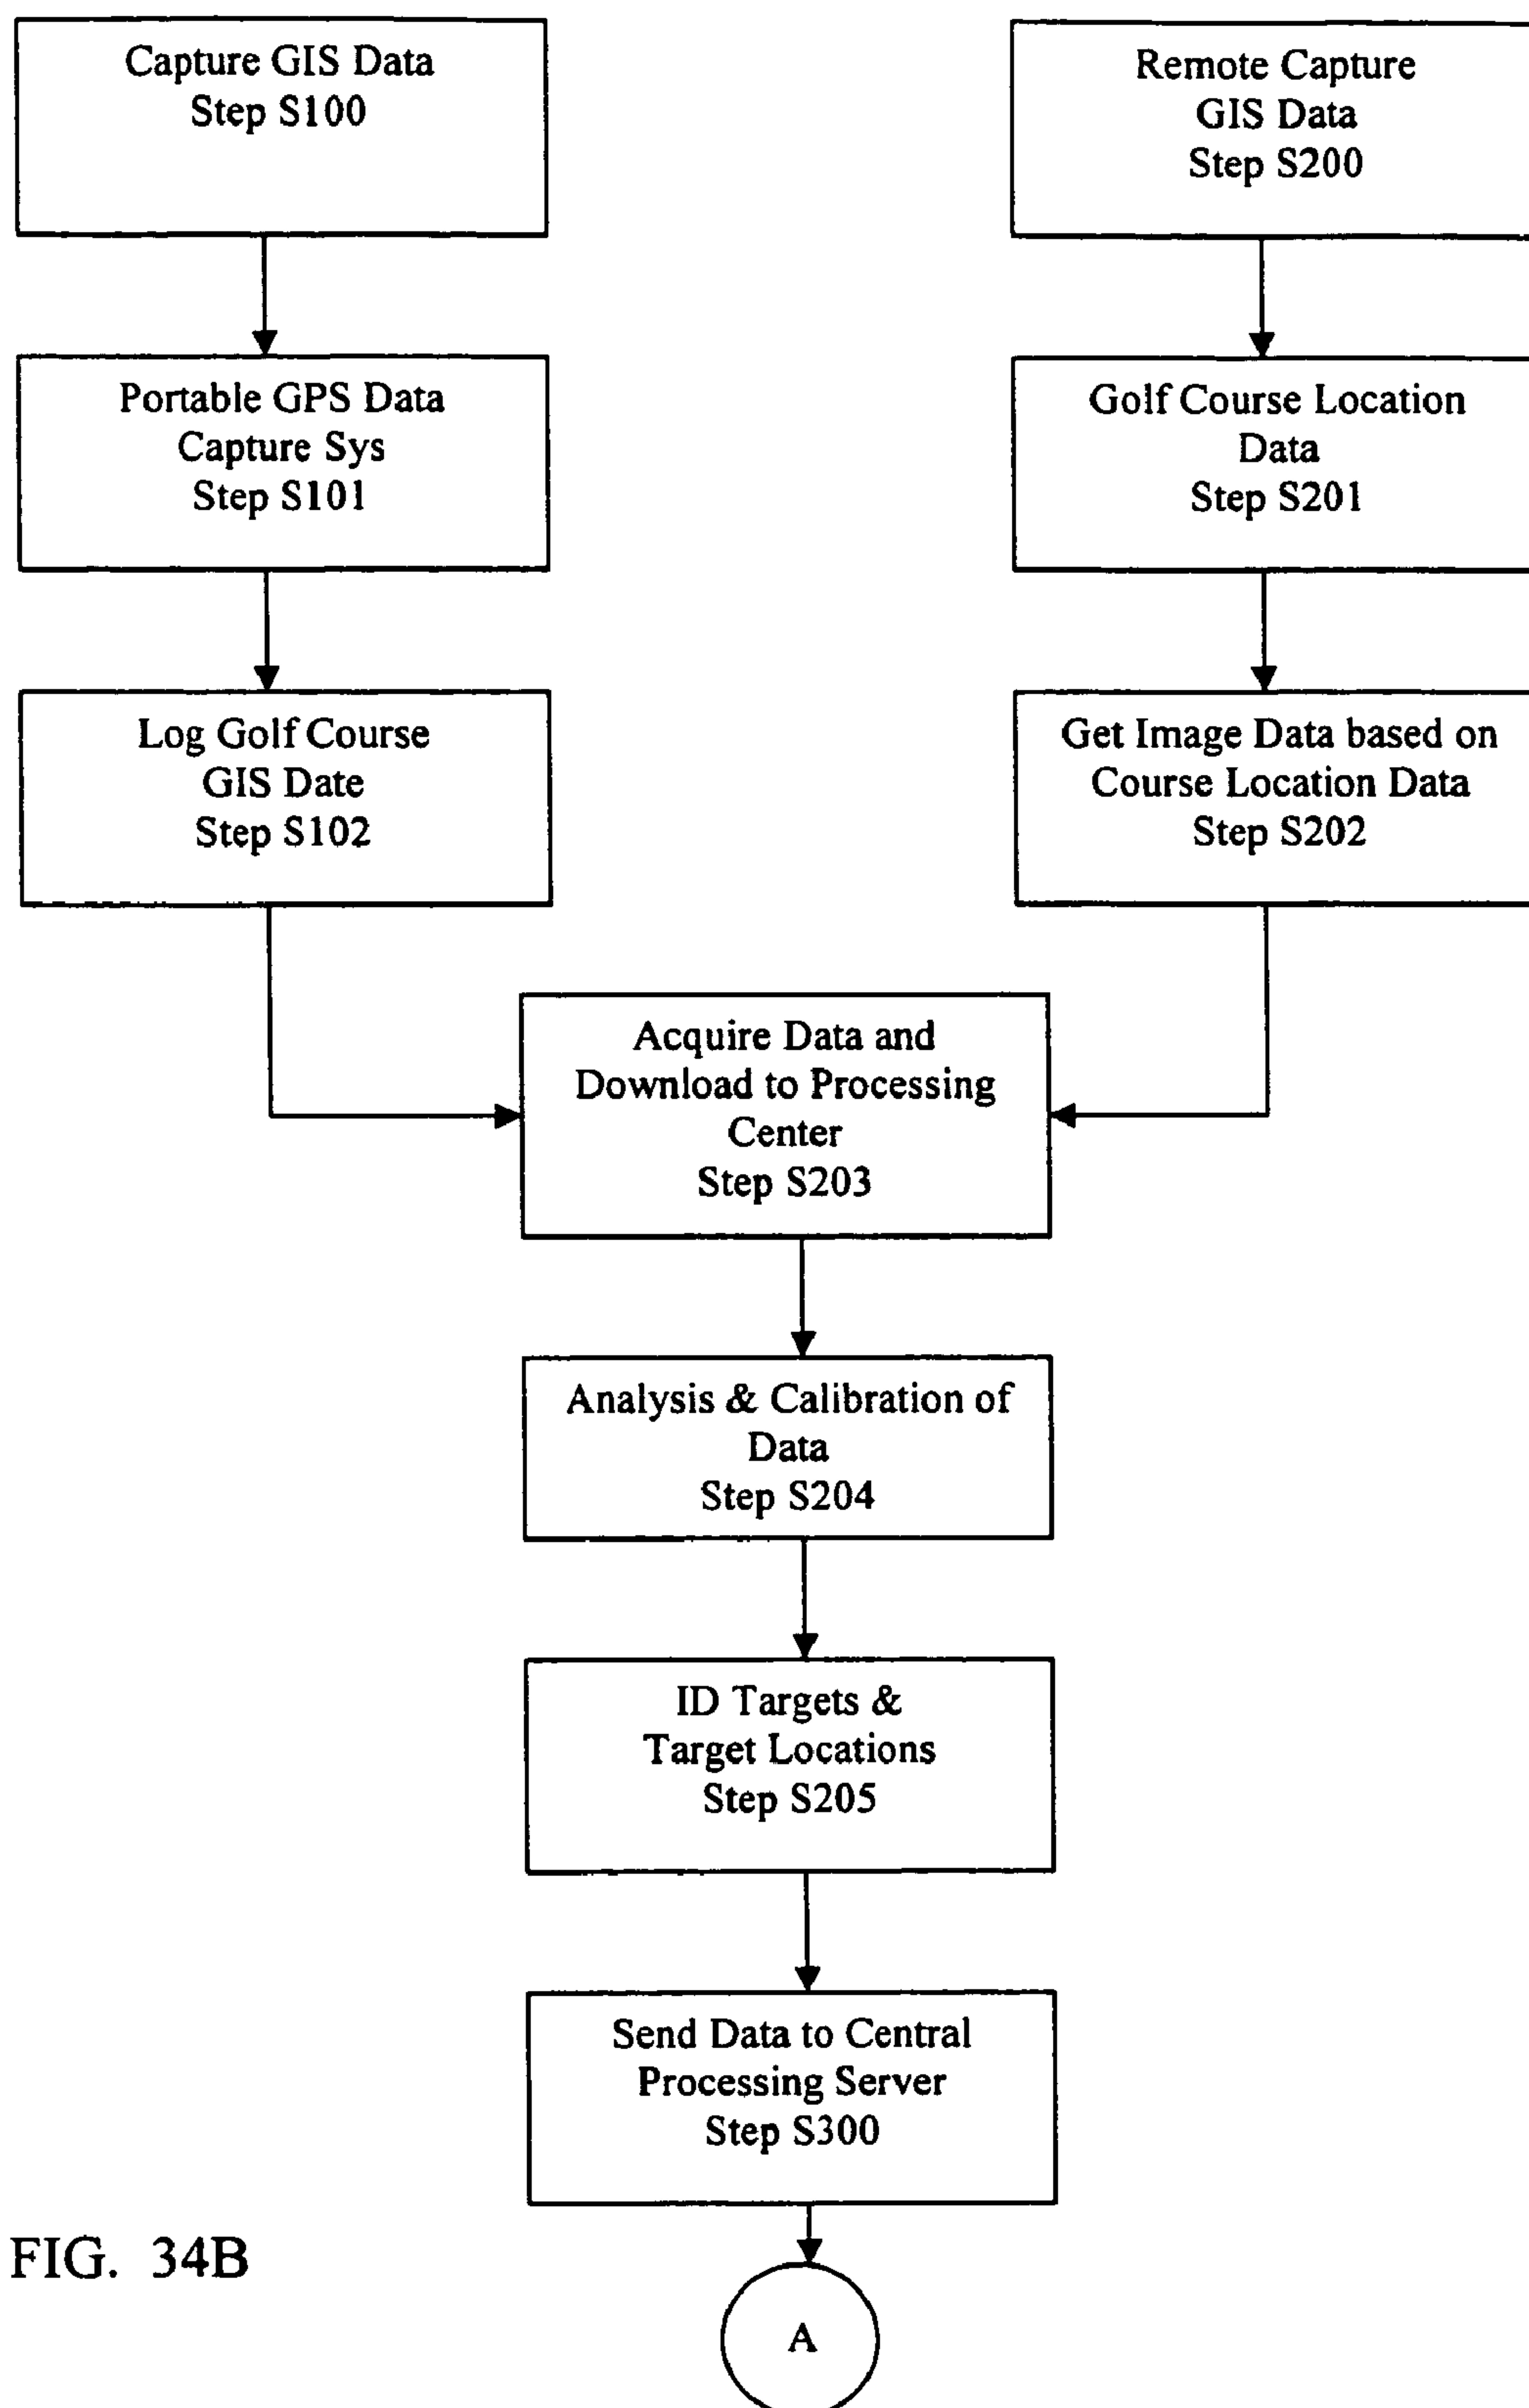 Capture GIS Data
Step S100
Remote Capture
GIS Data
Step S200
Portable GPS Data
Capture Sys
Step S101
Golf Course Location
Data
Step S201
Log Golf Course
GIS Date
Step S102
Get Image Data based on
Course Location Data
Step S202
Acquire Data and
Download to Processing
Center
Step S203
Analysis & Calibration of
Data
Step S204
ID Targets &
Target Locations
Step S205
Send Data to Central
Processing Server
Step S300
FIG. 34B
A